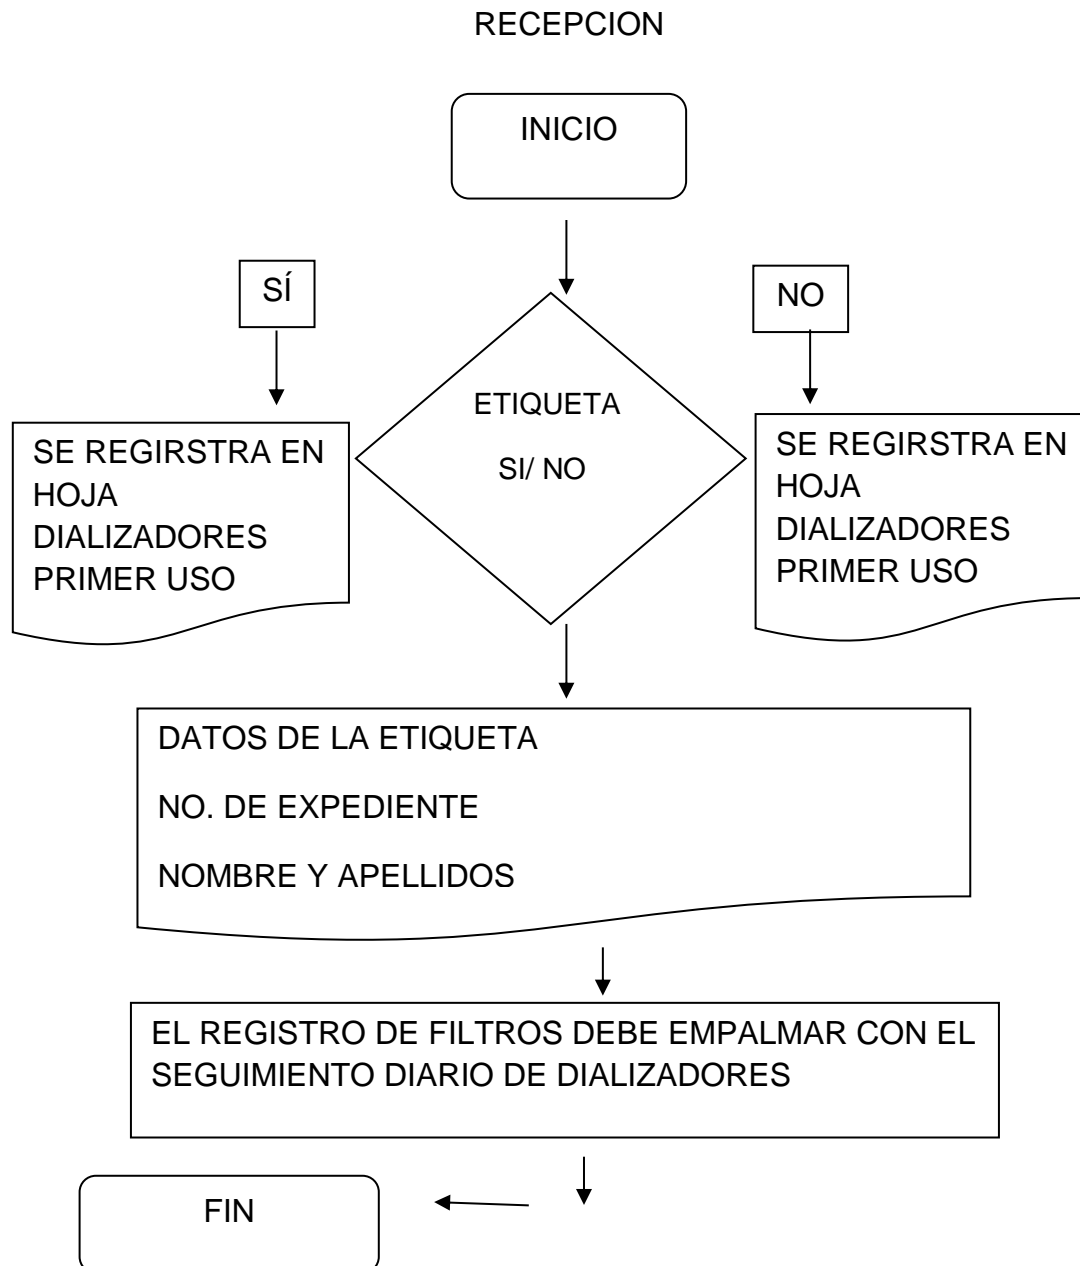 RECEPCION
INICIO
SÍ
NO
ETIQUETA
SI/ NO
SE REGIRSTRA EN
HOJA
DIALIZADORES
PRIMER USO
SE REGIRSTRA EN
HOJA
DIALIZADORES
PRIMER USO
DATOS DE LA ETIQUETA
NO. DE EXPEDIENTE
NOMBRE Y APELLIDOS
EL REGISTRO DE FILTROS DEBE EMPALMAR CON EL
SEGUIMIENTO DIARIO DE DIALIZADORES
FIN